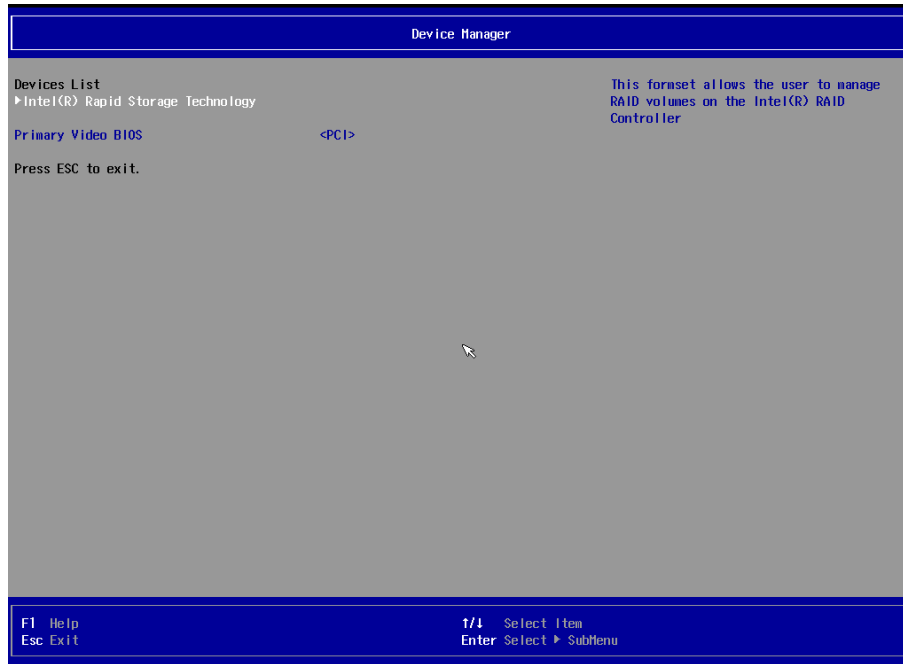 Device Manager
Devices List
▶Intel(R) Rapid Storage Technology
Primary Video BIOS <PCI>
Press ESC to exit.
This formset allows the user to manage
RAID volumes on the Intel(R) RAID
Controller
F1 Help
Esc Exit
↑/↓ Select Item
Enter Select ▶ SubMenu